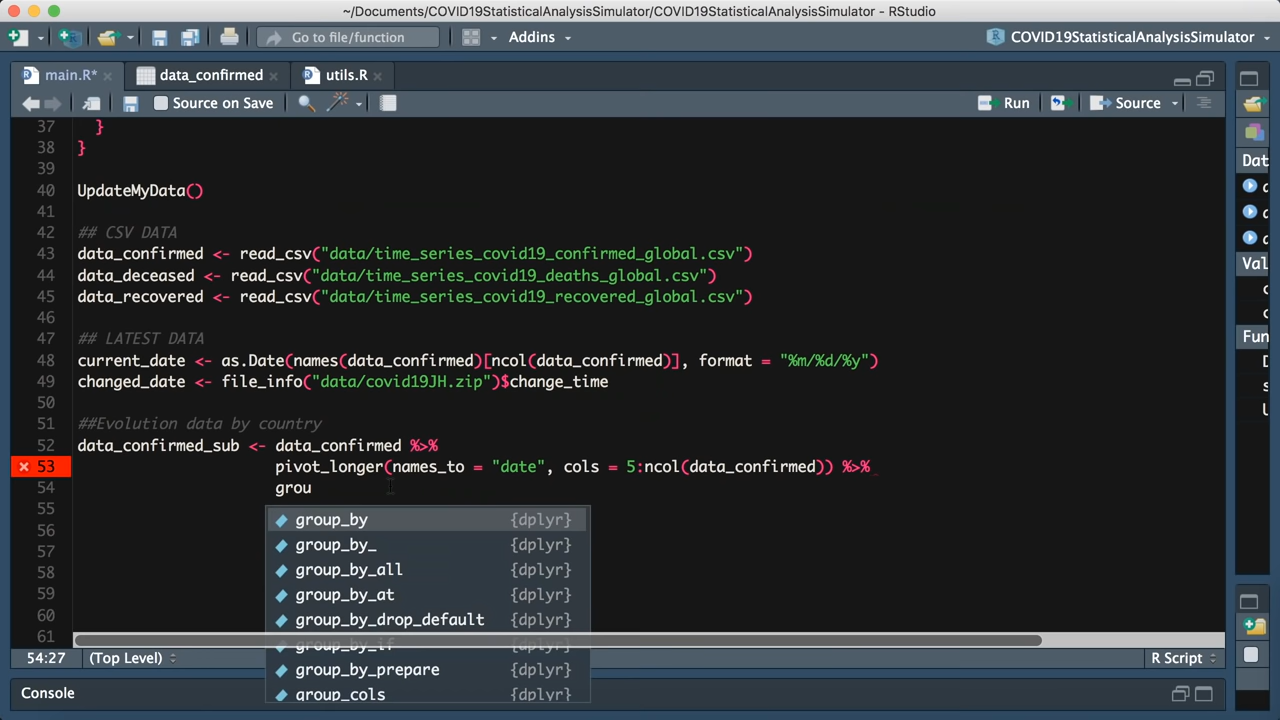 ~/Documents/COVID19StatisticalAnalysisSimulator/COVID19StatisticalAnalysisSimulator - RStudio
Go to file/function Addins COVID19StatisticalAnalysisSimulator
main.R* data_confirmed utils.R
Source on Save Run Source
37 }
38 }
39
40 UpdateMyData()
41
42 ## CSV DATA
43 data_confirmed <- read_csv("data/time_series_covid19_confirmed_global.csv")
44 data_deceased <- read_csv("data/time_series_covid19_deaths_global.csv")
45 data_recovered <- read_csv("data/time_series_covid19_recovered_global.csv")
46
47 ## LATEST DATA
48 current_date <- as.Date(names(data_confirmed)[ncol(data_confirmed)], format = "%m/%d/%y")
49 changed_date <- file_info("data/covid19JH.zip")$change_time
50
51 ##Evolution data by country
52 data_confirmed_sub <- data_confirmed %>%
53 pivot_longer(names_to = "date", cols = 5:ncol(data_confirmed)) %>%
54 grou
55
56
57
58
59
60
61
group_by {dplyr}
group_by_ {dplyr}
group_by_all {dplyr}
group_by_at {dplyr}
group_by_drop_default {dplyr}
group_by_if {dplyr}
group_by_prepare {dplyr}
group_cols {dplyr}
54:27 (Top Level) R Script
Console
Dat
Val
Fun